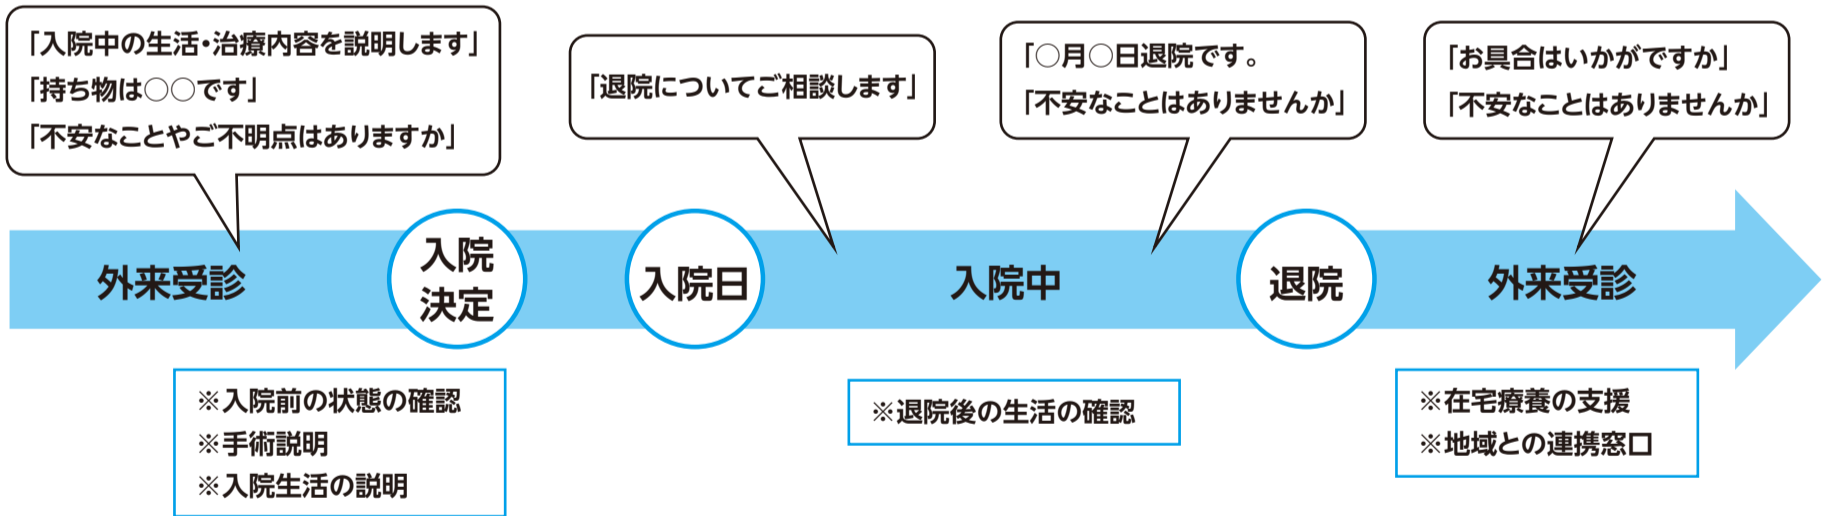 「入院中の生活・治療内容を説明します」
「持ち物は○○です」
「不安なことやご不明点はありますか」
「退院についてご相談します」
「○月○日退院です。
「不安なことはありませんか」
「お具合はいかがですか」
「不安なことはありませんか」
外来受診
入院
決定
入院日
入院中
退院
外来受診
※入院前の状態の確認
※手術説明
※入院生活の説明
※退院後の生活の確認
※在宅療養の支援
※地域との連携窓口